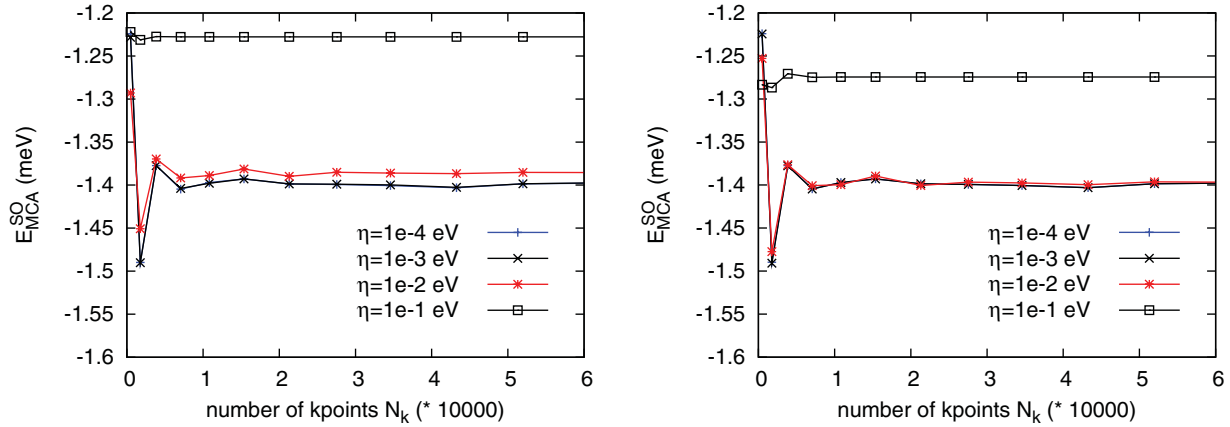 -1.2
-1.25
-1.3
-1.35
-1.4
-1.45
-1.5
-1.55
-1.6
E_MCA^SO (meV)
η=1e-4 eV
η=1e-3 eV
η=1e-2 eV
η=1e-1 eV
0 1 2 3 4 5 6
number of kpoints N_k (* 10000)
-1.2
-1.25
-1.3
-1.35
-1.4
-1.45
-1.5
-1.55
-1.6
E_MCA^SO (meV)
η=1e-4 eV
η=1e-3 eV
η=1e-2 eV
η=1e-1 eV
0 1 2 3 4 5 6
number of kpoints N_k (* 10000)